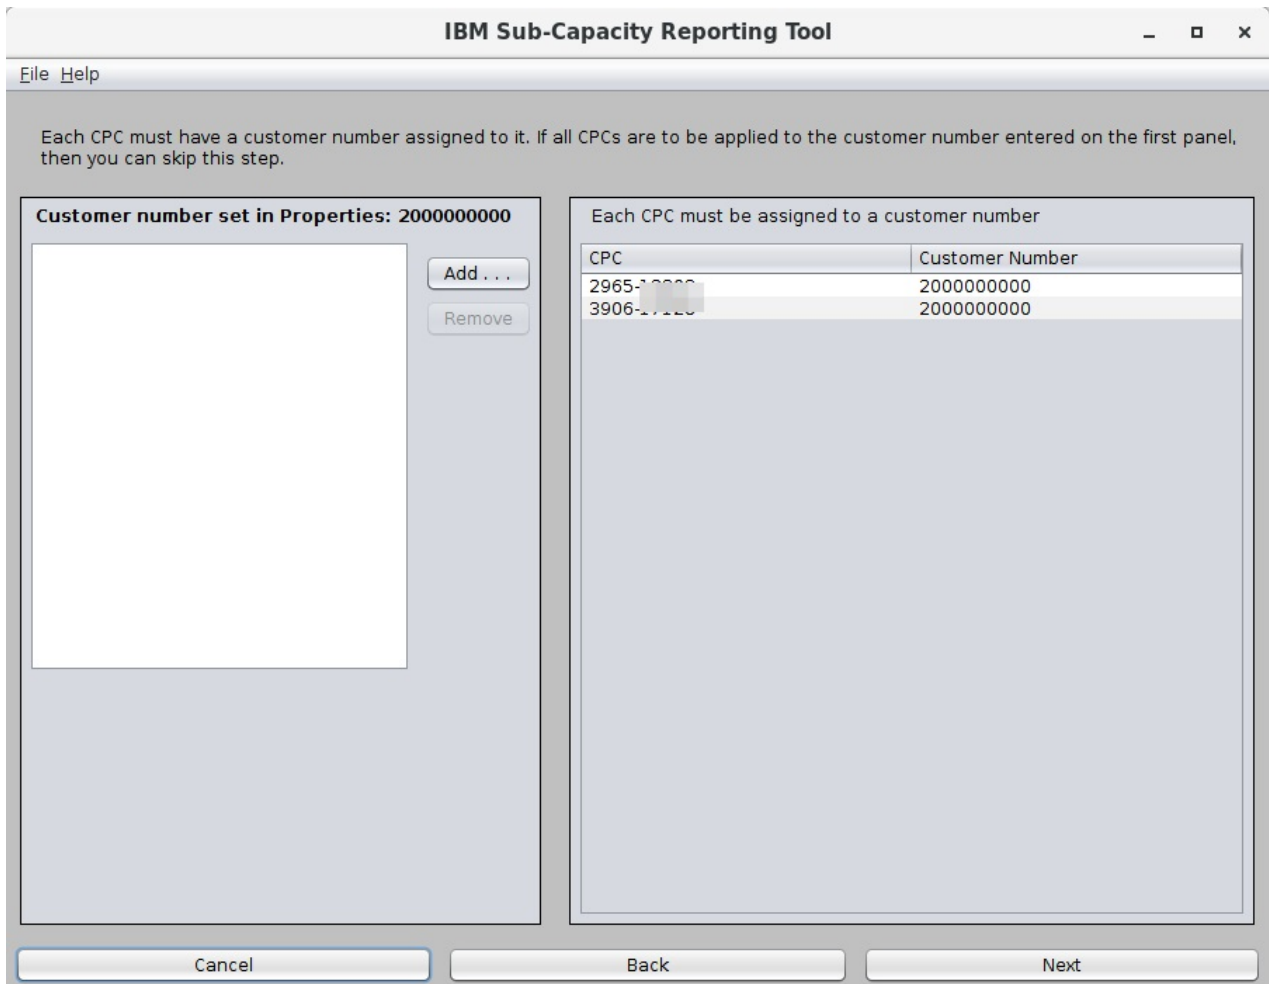 IBM Sub-Capacity Reporting Tool
File Help
Each CPC must have a customer number assigned to it. If all CPCs are to be applied to the customer number entered on the first panel,
then you can skip this step.
Customer number set in Properties: 2000000000
Add . . .
Remove
Each CPC must be assigned to a customer number
CPC Customer Number
2965- 2000000000
3906- 2000000000
Cancel Back Next